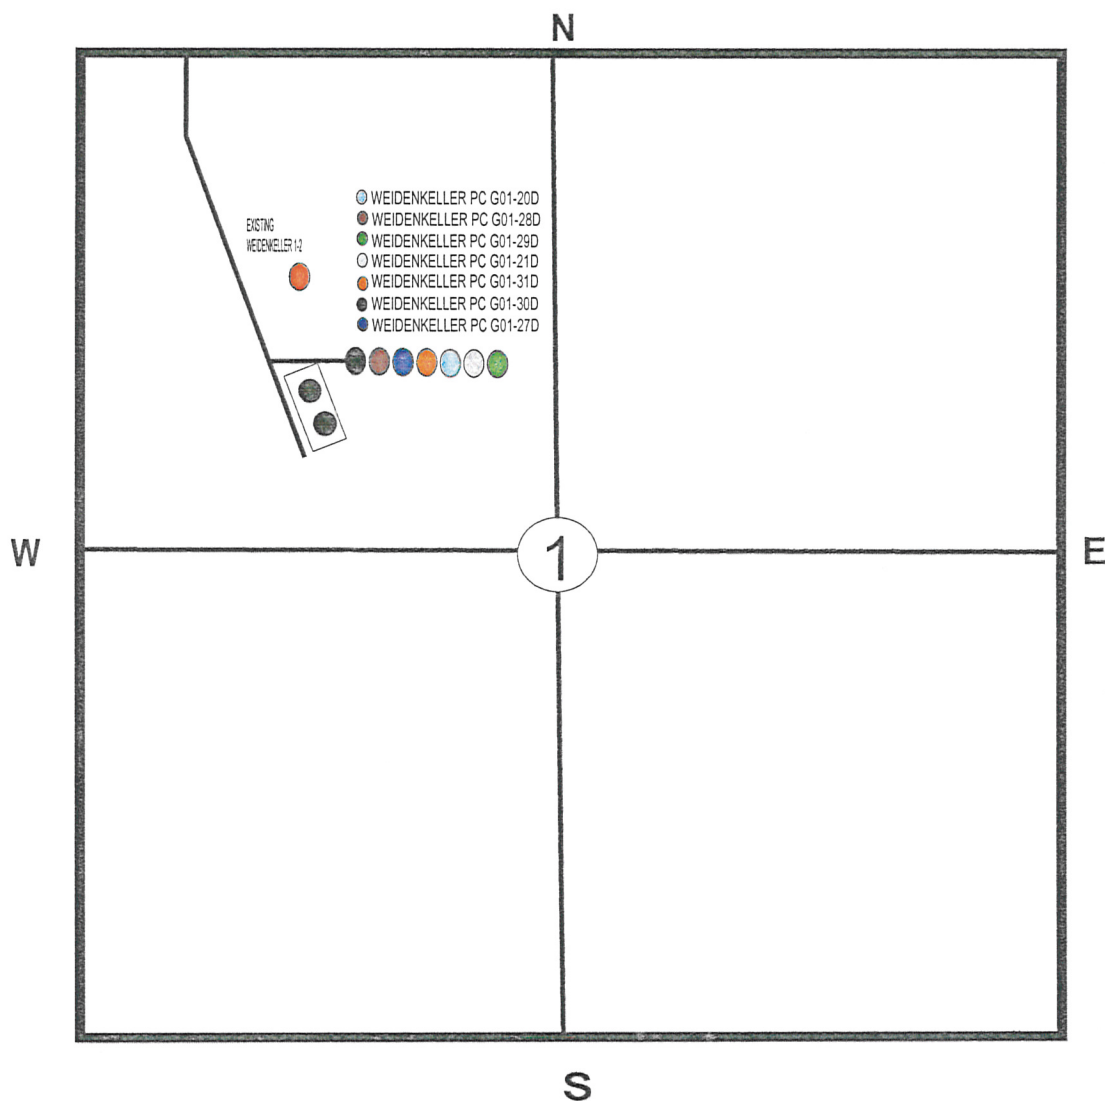 N
WEIDENKELLER PC G01-20D
WEIDENKELLER PC G01-28D
EXISTING
WEIDENKELLER PC G01-29D
WEIDENKELLER 1-2
WEIDENKELLER PC G01-21D
WEIDENKELLER PC G01-31D
WEIDENKELLER PC G01-30D
WEIDENKELLER PC G01-27D
W
1
E
S